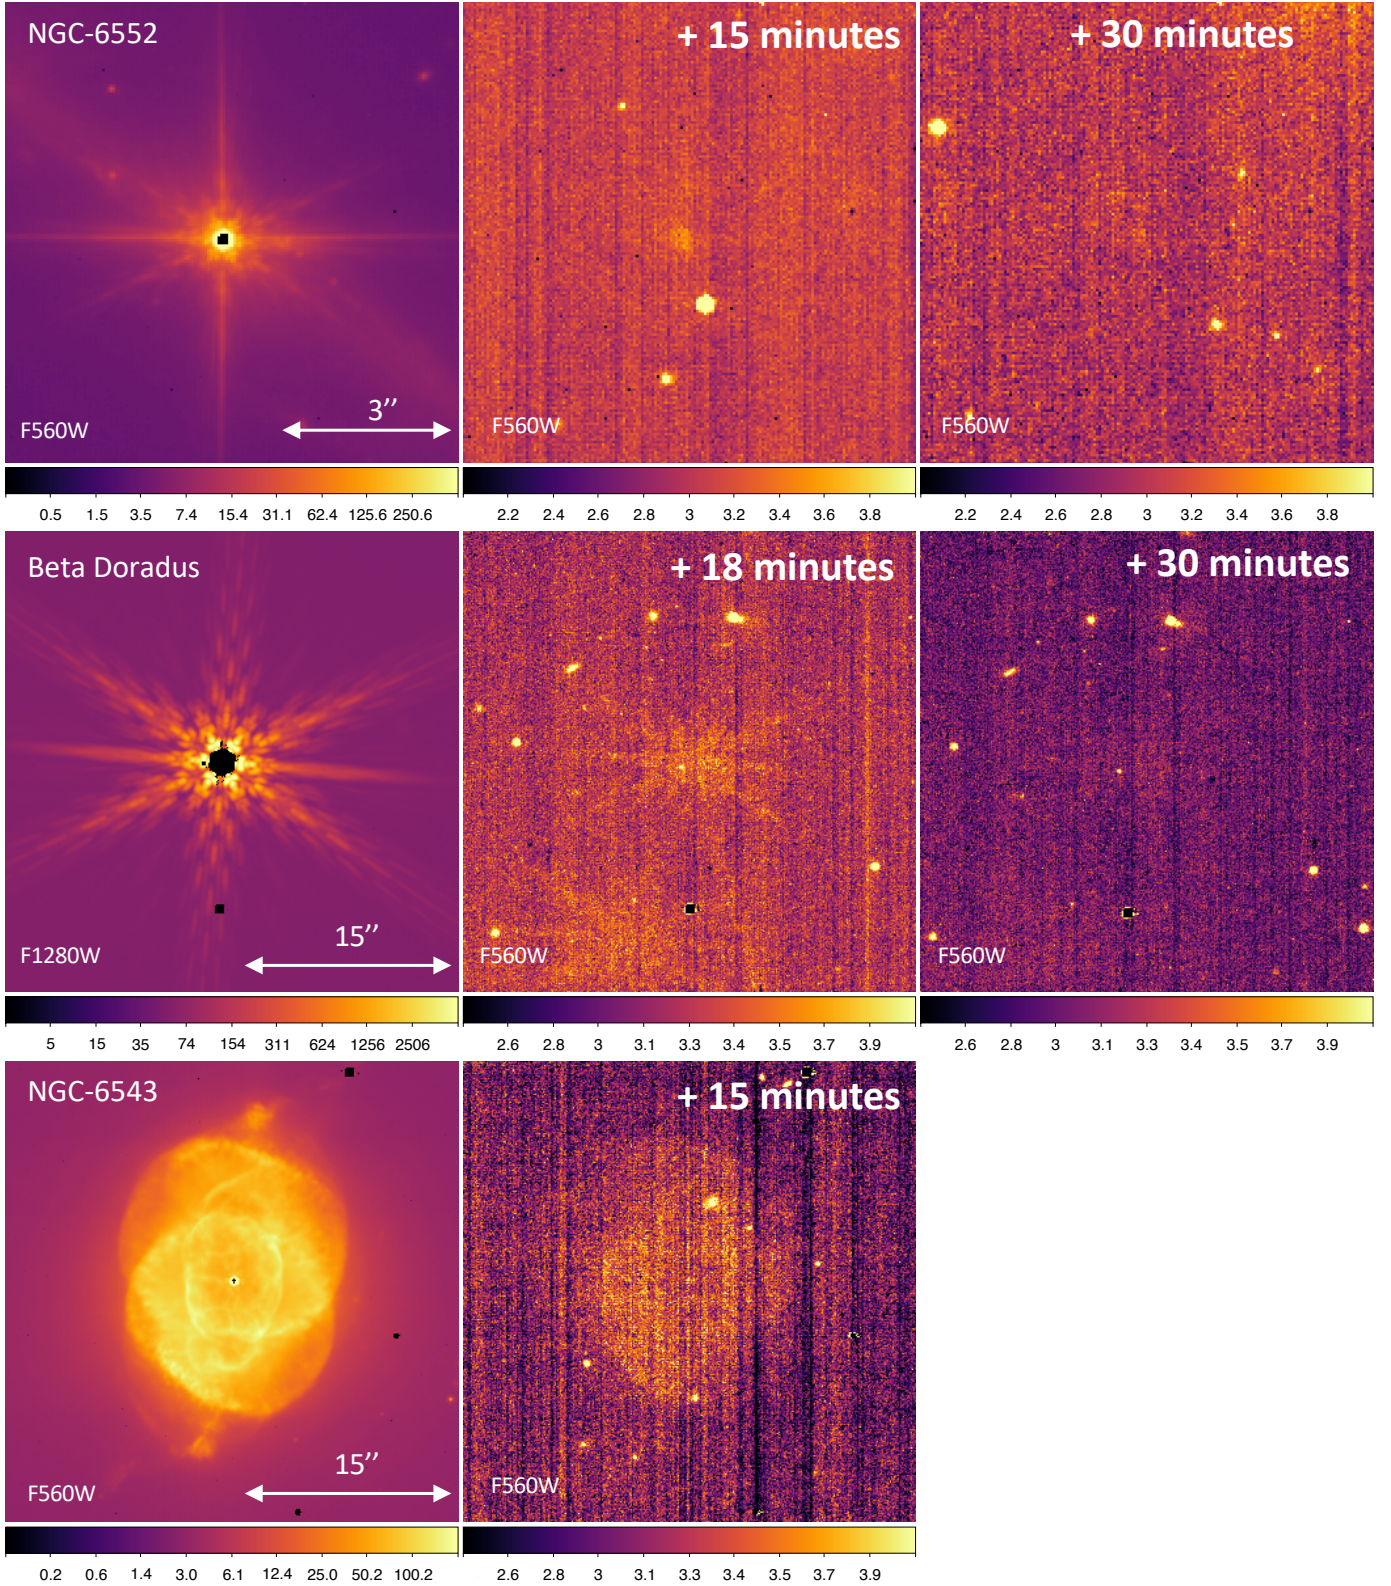 NGC-6552
+ 15 minutes
+ 30 minutes
3’’
F560W
F560W
F560W
0.5 1.5 3.5 7.4 15.4 31.1 62.4 125.6 250.6
2.2 2.4 2.6 2.8 3 3.2 3.4 3.6 3.8
2.2 2.4 2.6 2.8 3 3.2 3.4 3.6 3.8
Beta Doradus
+ 18 minutes
+ 30 minutes
15’’
F1280W
F560W
F560W
5 15 35 74 154 311 624 1256 2506
2.6 2.8 3 3.1 3.3 3.4 3.5 3.7 3.9
2.6 2.8 3 3.1 3.3 3.4 3.5 3.7 3.9
NGC-6543
+ 15 minutes
15’’
F560W
F560W
0.2 0.6 1.4 3.0 6.1 12.4 25.0 50.2 100.2
2.6 2.8 3 3.1 3.3 3.4 3.5 3.7 3.9